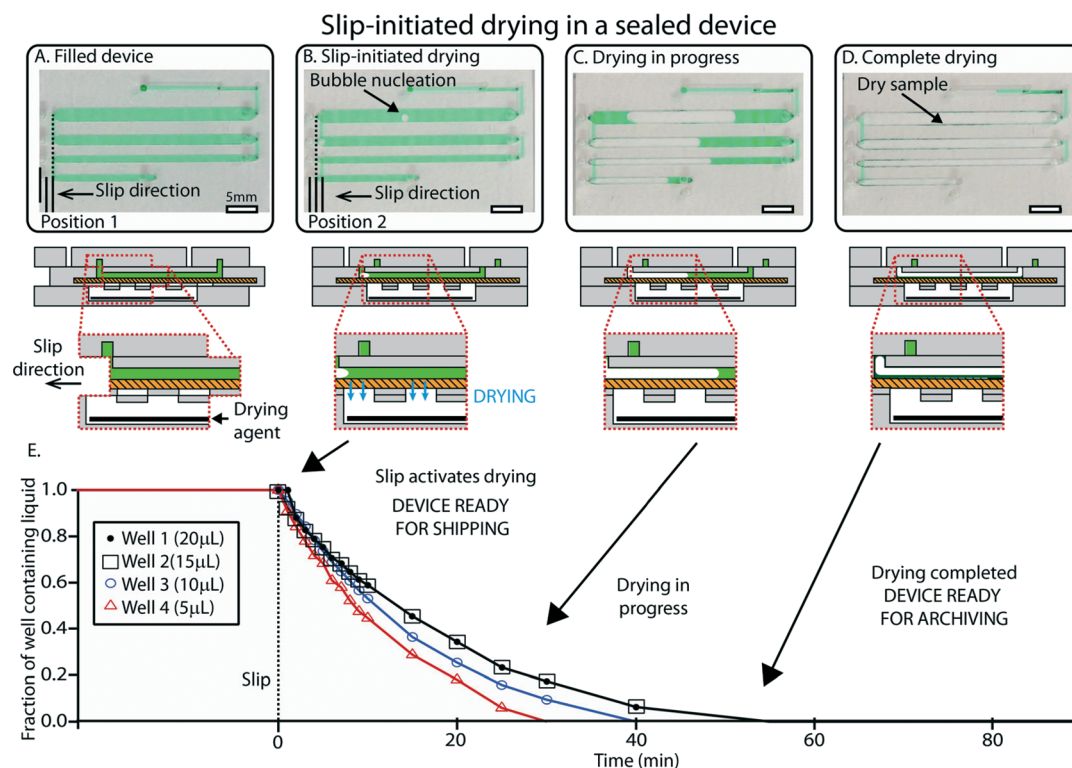 Slip-initiated drying in a sealed device
A. Filled device
Slip direction
5mm
Position 1
B. Slip-initiated drying
Bubble nucleation
Slip direction
Position 2
C. Drying in progress
D. Complete drying
Dry sample
Slip
direction
Drying
agent
DRYING
E.
Slip activates drying
DEVICE READY
FOR SHIPPING
Drying in
progress
Drying completed
DEVICE READY
FOR ARCHIVING
Fraction of well containing liquid
1.0
0.8
0.6
0.4
0.2
0.0
Well 1 (20µL)
Well 2 (15µL)
Well 3 (10µL)
Well 4 (5µL)
Slip
0
20
40
60
80
Time (min)